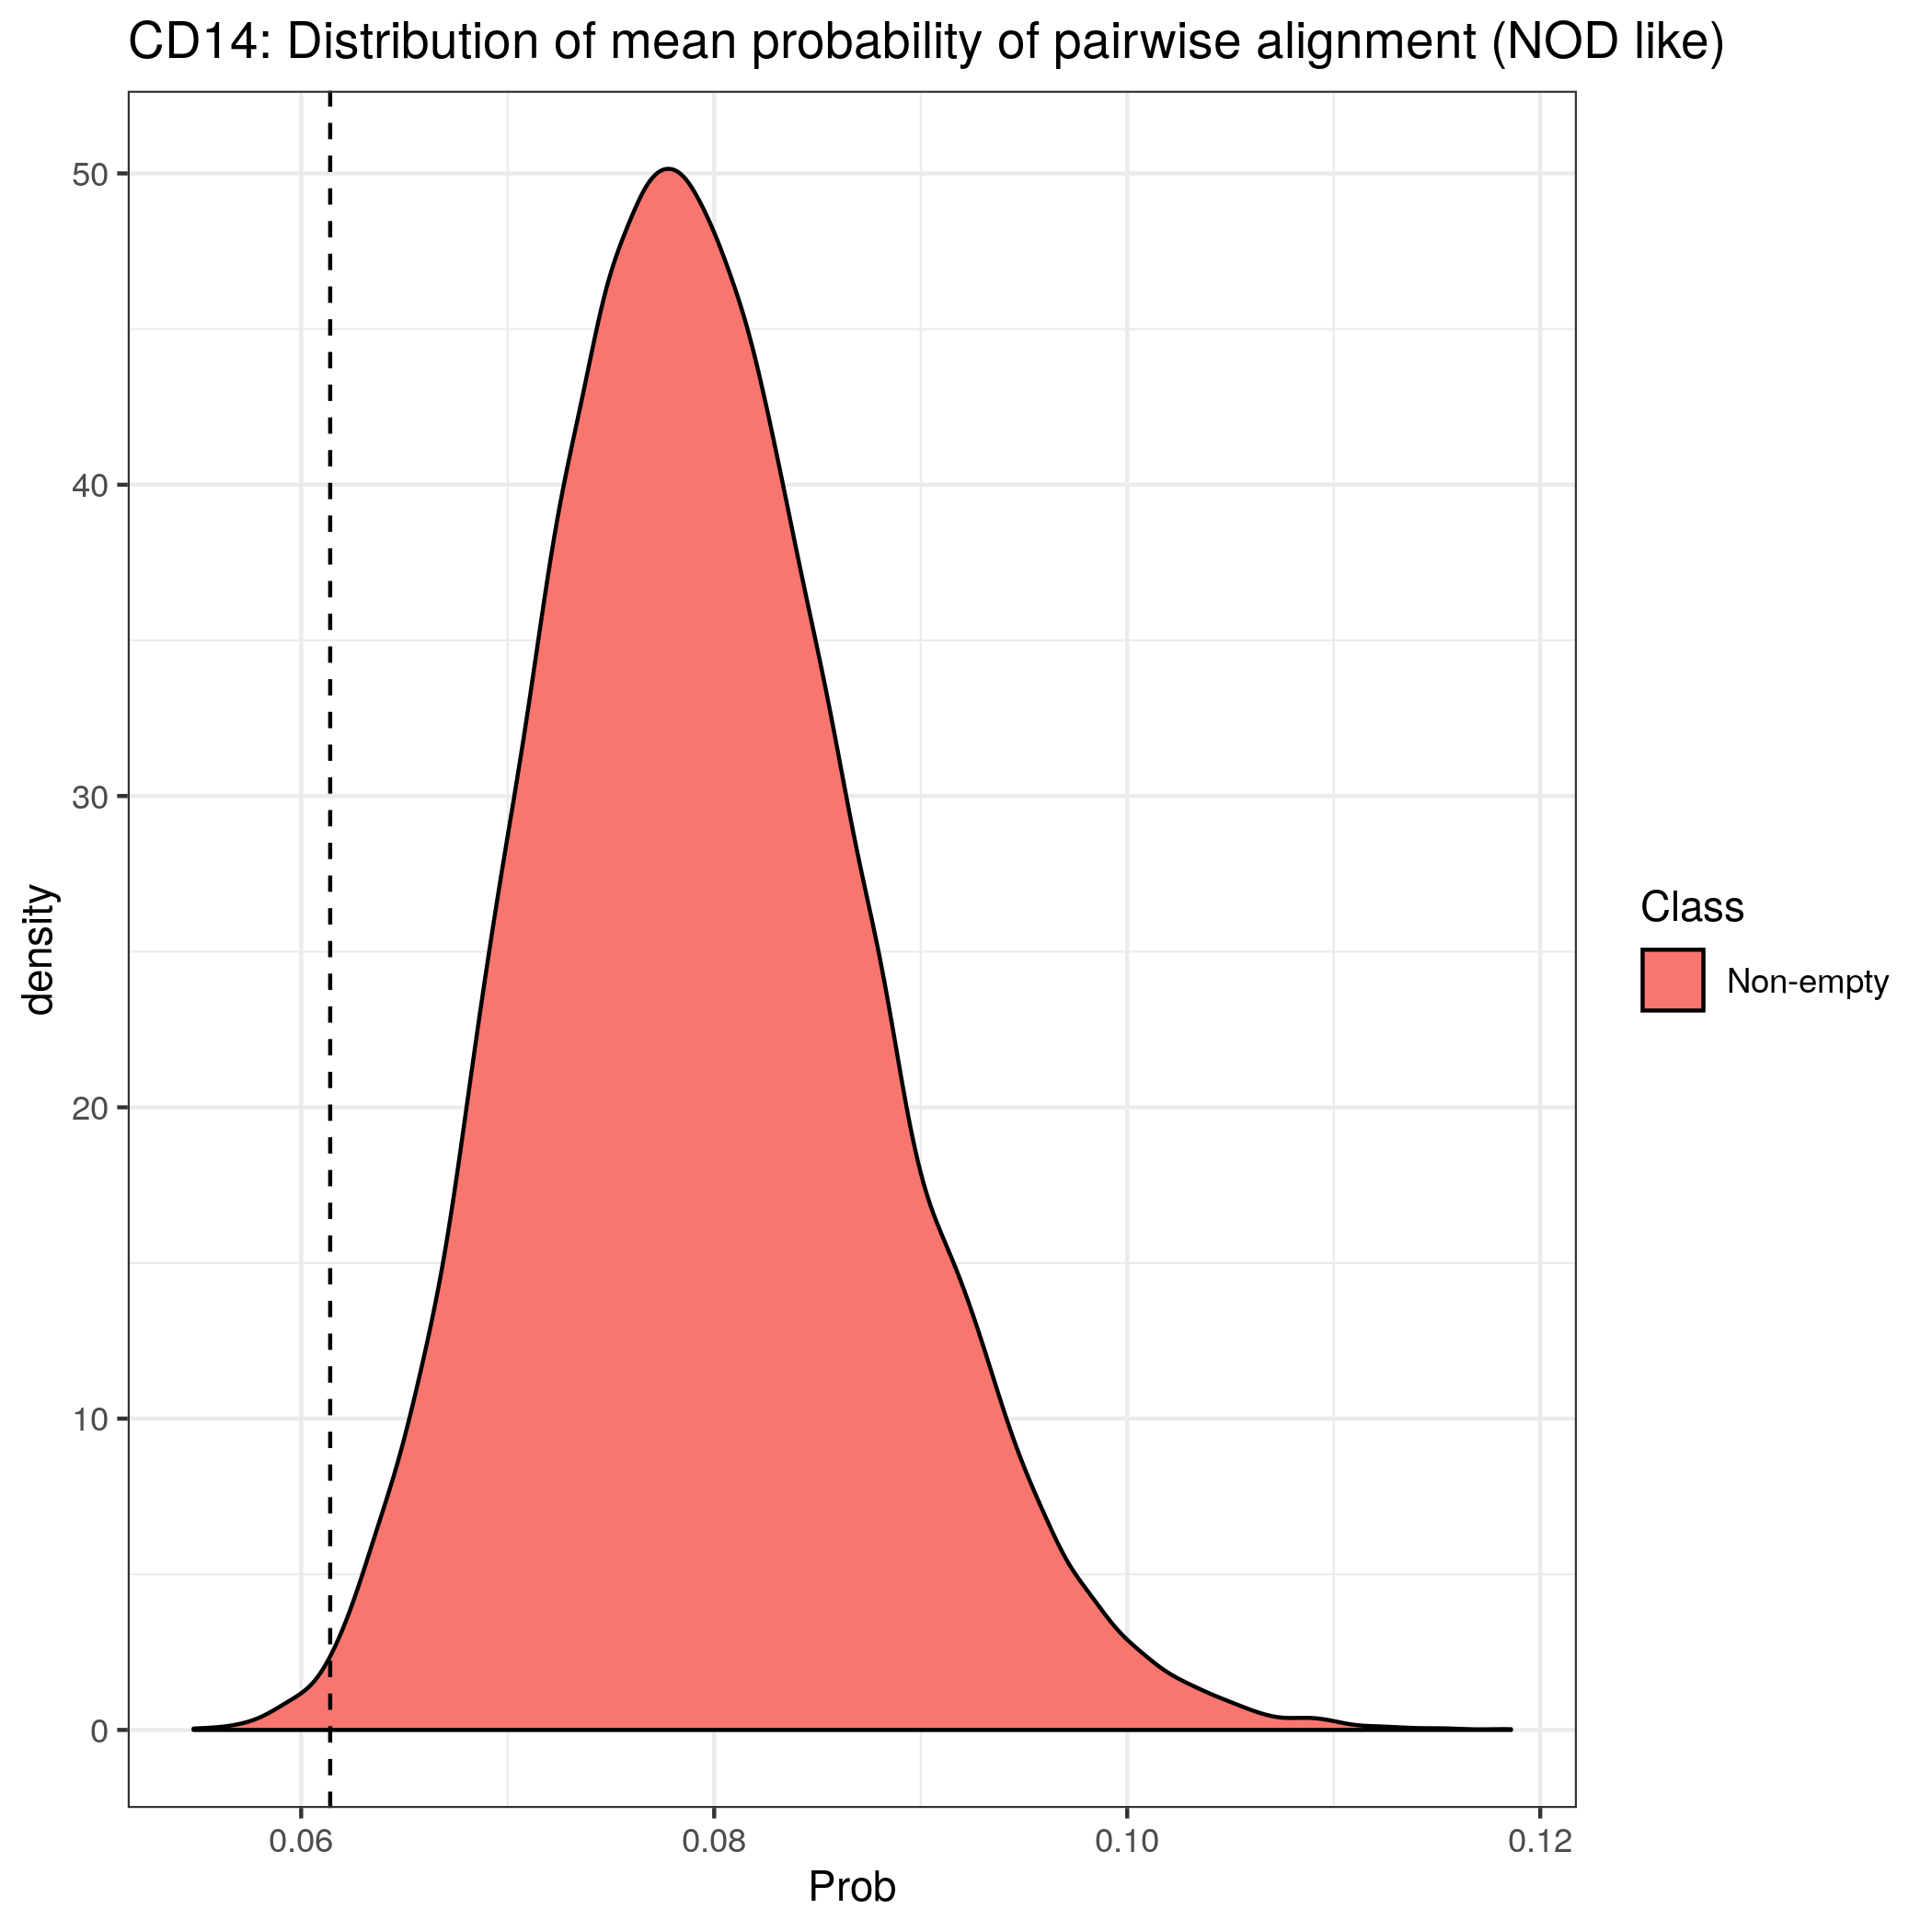 CD14: Distribution of mean probability of pairwise alignment (NOD like)
50
40
30
20
10
0
density
0.06
0.08
0.10
0.12
Prob
Class
Non-empty